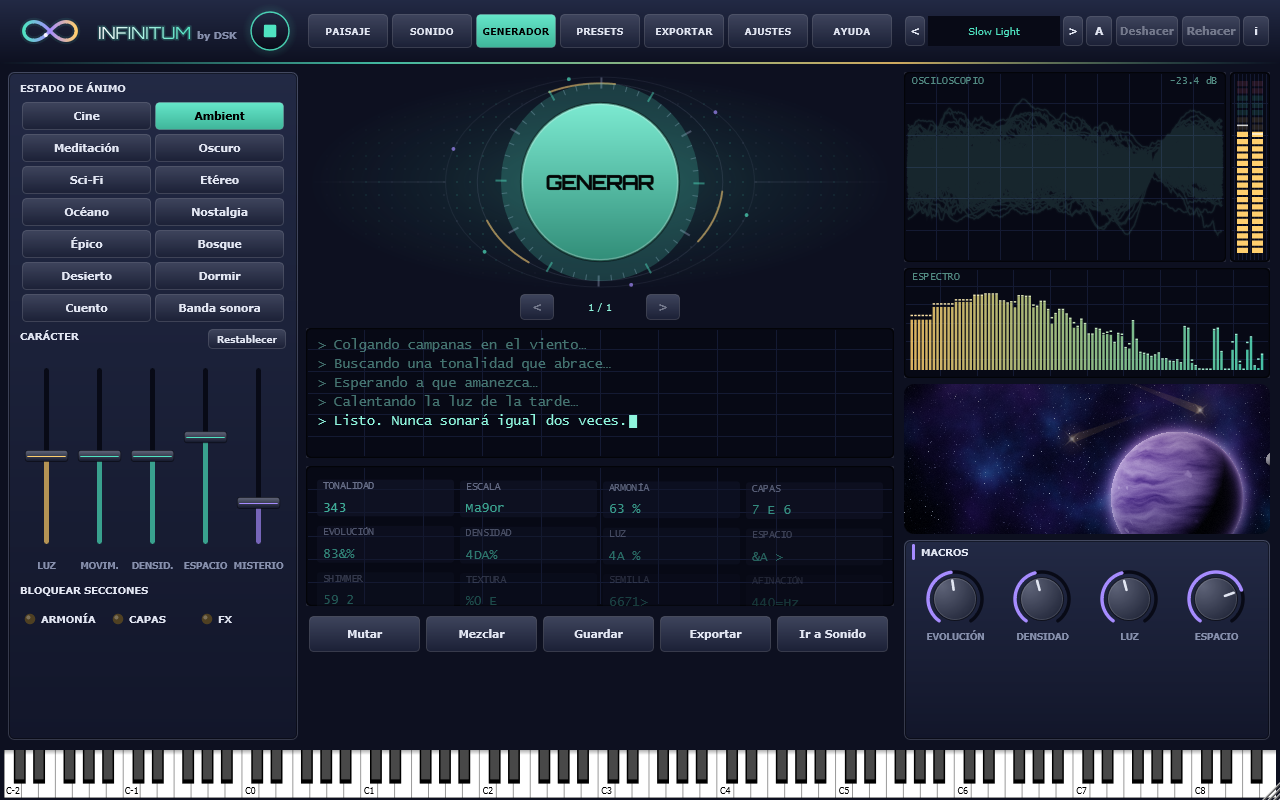 INFINITUM by DSK
PAISAJE
SONIDO
GENERADOR
PRESETS
EXPORTAR
AJUSTES
AYUDA
<
Slow Light
>
A
Deshacer
Rehacer
i
ESTADO DE ÁNIMO
Cine
Ambient
Meditación
Oscuro
Sci-Fi
Etéreo
Océano
Nostalgia
Épico
Bosque
Desierto
Dormir
Cuento
Banda sonora
CARÁCTER
Restablecer
LUZ
MOVIM.
DENSID.
ESPACIO
MISTERIO
BLOQUEAR SECCIONES
ARMONÍA
CAPAS
FX
GENERAR
<
1 / 1
>
> Colgando campanas en el viento…
> Buscando una tonalidad que abrace…
> Esperando a que amanezca…
> Calentando la luz de la tarde…
> Listo. Nunca sonará igual dos veces.
TONALIDAD
343
ESCALA
Ma9or
ARMONÍA
63 %
CAPAS
7 E 6
EVOLUCIÓN
83&%
DENSIDAD
4DA%
LUZ
4A %
ESPACIO
&A >
SHIMMER
59 2
TEXTURA
%O E
SEMILLA
6671>
AFINACIÓN
440=Hz
Mutar
Mezclar
Guardar
Exportar
Ir a Sonido
OSCILOSCOPIO
-23.4 dB
ESPECTRO
MACROS
EVOLUCIÓN
DENSIDAD
LUZ
ESPACIO
C-2
C-1
C0
C1
C2
C3
C4
C5
C6
C7
C8